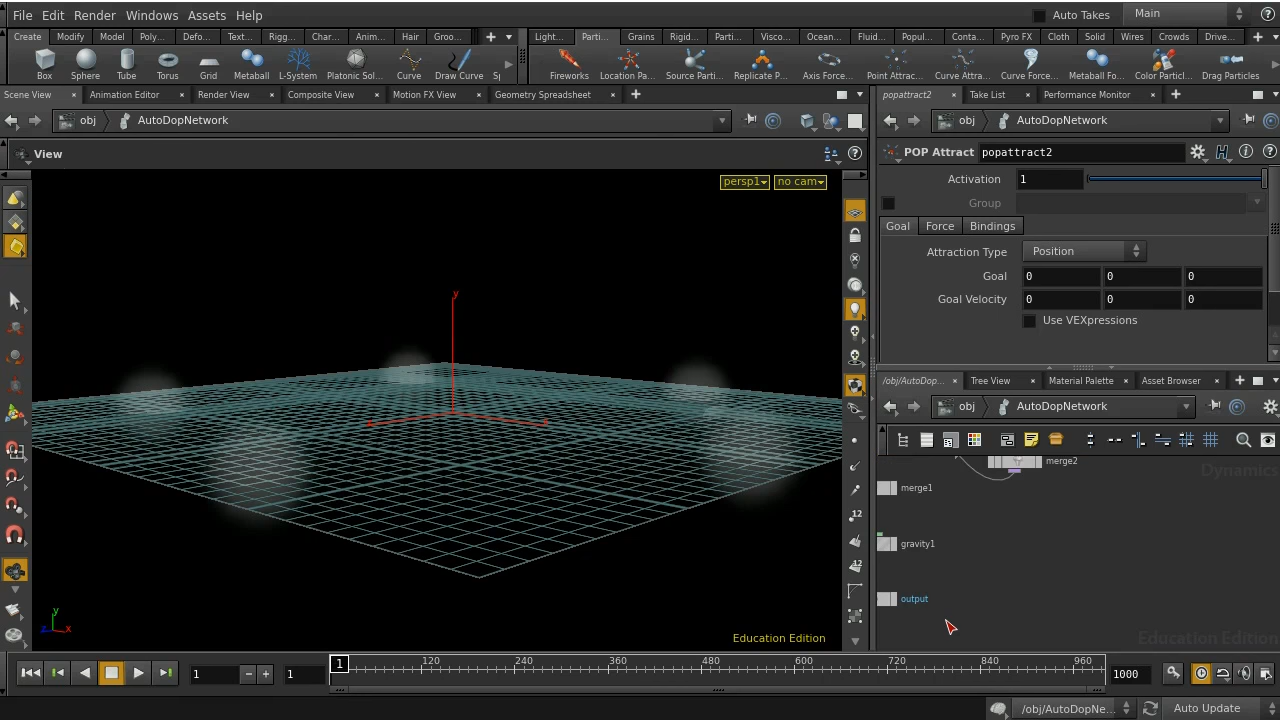 File Edit Render Windows Assets Help Auto Takes Main
Create Modify Model Poly... Defo... Text... Rigg... Char... Anim... Hair Groo... Light... Parti... Grains Rigid... Parti... Visco... Ocean... Fluid... Popul... Conta... Pyro FX Cloth Solid Wires Crowds Drive...
Box Sphere Tube Torus Grid Metaball L-System Platonic Sol... Curve Draw Curve Sp Fireworks Location Pa... Source Parti... Replicate P... Axis Force... Point Attrac... Curve Attra... Curve Force... Metaball Fo... Color Particl... Drag Particles
Scene View Animation Editor Render View Composite View Motion FX View Geometry Spreadsheet
obj AutoDopNetwork
View
persp1 no cam
y
12
12
y
z x
Education Edition
popattract2 Take List Performance Monitor
obj AutoDopNetwork
POP Attract popattract2
Activation 1
Group
Goal Force Bindings
Attraction Type Position
Goal 0 0 0
Goal Velocity 0 0 0
Use VEXpressions
/obj/AutoDop... Tree View Material Palette Asset Browser
obj AutoDopNetwork
merge2 Dynamics
merge1
gravity1
output
Education Edition
1 1 1 120 240 360 480 600 720 840 960 1000
/obj/AutoDopNe... Auto Update